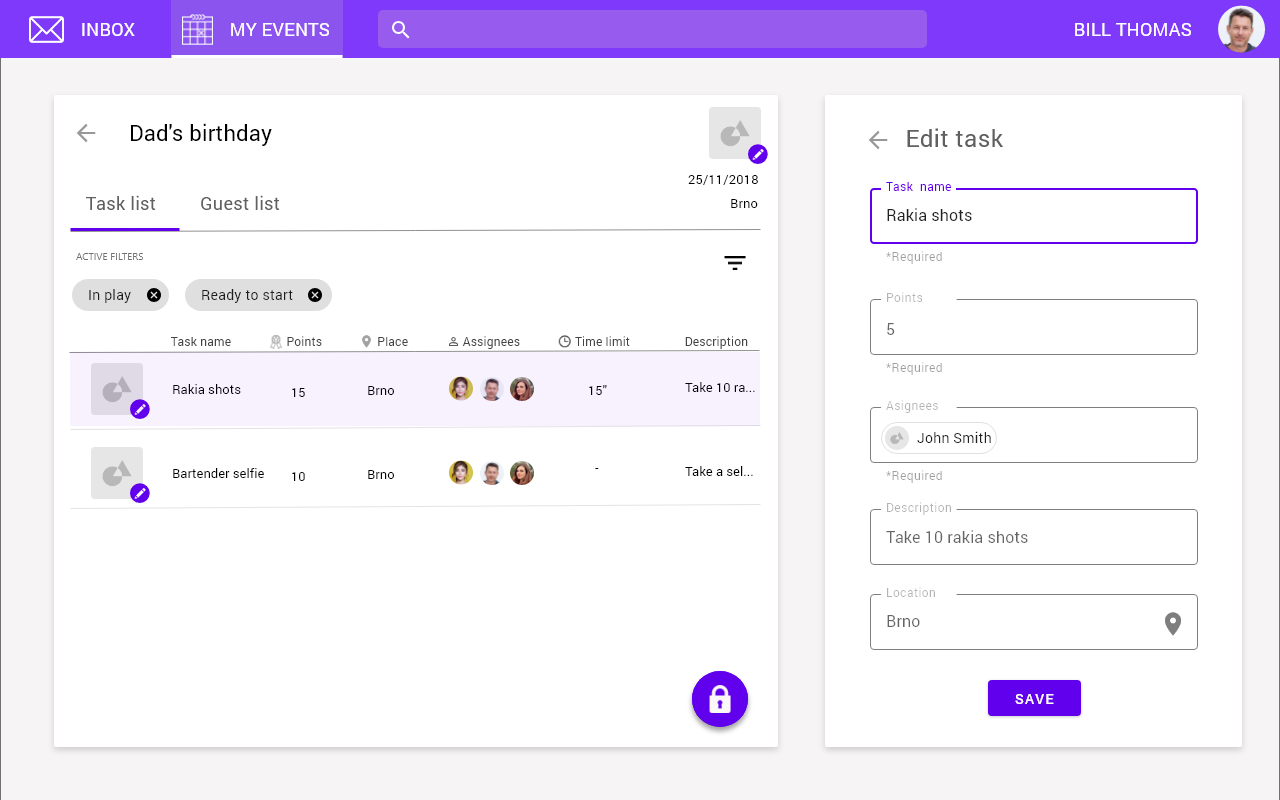 INBOX
MY EVENTS
BILL THOMAS
Dad's birthday
25/11/2018
Brno
Task list
Guest list
ACTIVE FILTERS
In play
Ready to start
Task name Points Place Assignees Time limit Description
Rakia shots 15 Brno 15" Take 10 ra...
Bartender selfie 10 Brno - Take a sel...
Edit task
Task name
Rakia shots
*Required
Points
5
*Required
Asignees
John Smith
*Required
Description
Take 10 rakia shots
Location
Brno
SAVE